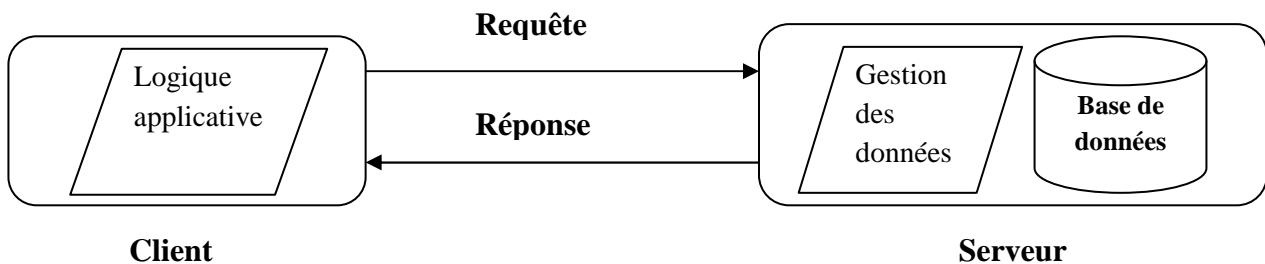 Requête
Logique
applicative
Réponse
Gestion
des
données
Base de
données
Client
Serveur